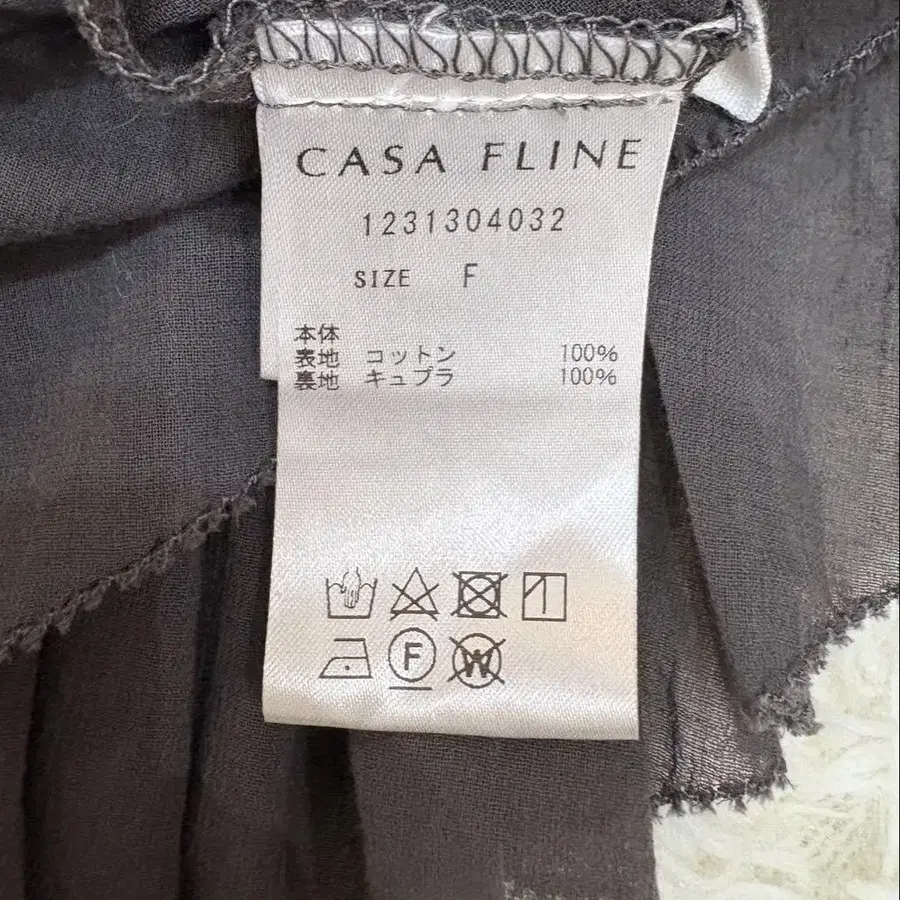 CASA FLINE
1231304032
SIZE F
本体
表地 コットン 100%
裏地 キュプラ 100%
F W